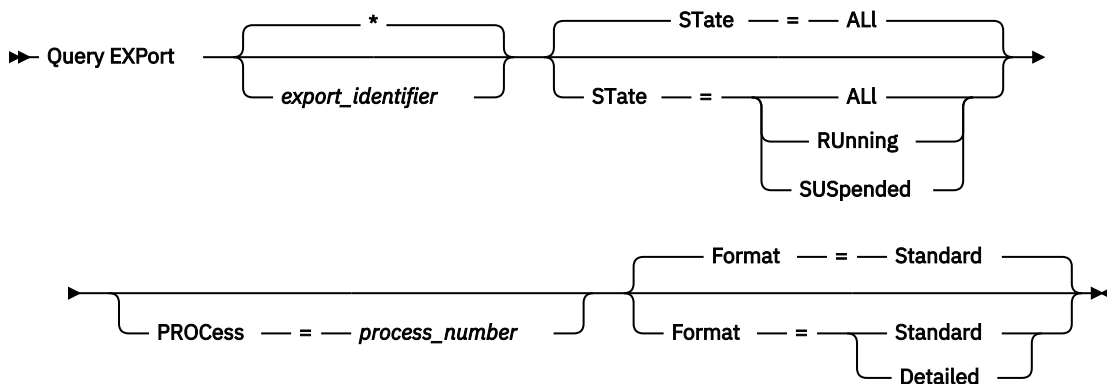 * STate = ALl
Query EXPort
export_identifier STate = ALl
RUnning
SUSpended
Format = Standard
PROCess = process_number Format = Standard
Detailed